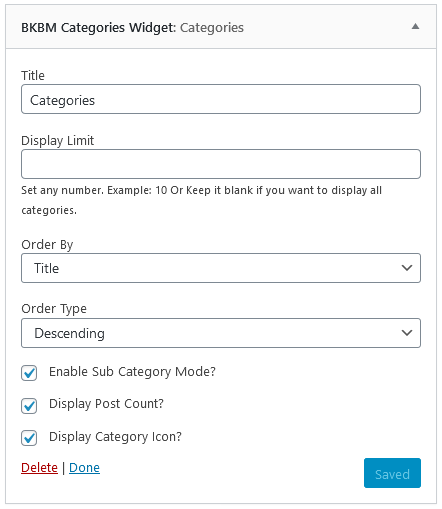 BKBM Categories Widget: Categories
Title
Categories
Display Limit
Set any number. Example: 10 Or Keep it blank if you want to display all
categories.
Order By
Title
Order Type
Descending
Enable Sub Category Mode?
Display Post Count?
Display Category Icon?
Delete | Done
Saved